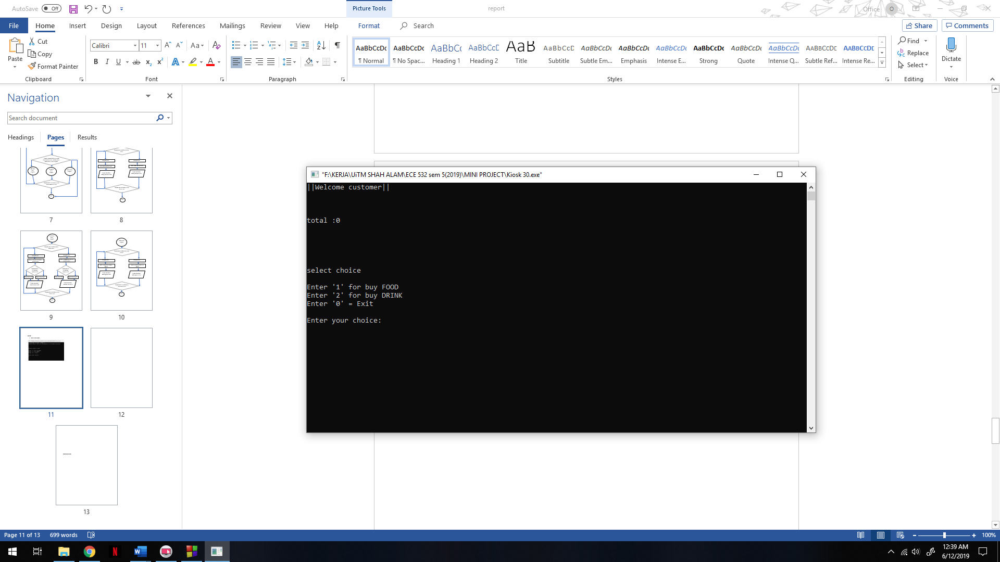 AutoSave Off
Picture Tools
report
Office O
File Home Insert Design Layout References Mailings Review View Help Format Search Share Comments
Paste
Cut
Copy
Format Painter
Clipboard
Calibri 11
Font
Paragraph
AaBbCcDc AaBbCcDc AaBbCc AaBbCcD AaB AaBbCcD AaBbCcDc AaBbCcDc AaBbCcDc AaBbCcDc AaBbCcDc AaBbCcDc AaBbCcDd AaBbCcDd
¶ Normal ¶ No Spac... Heading 1 Heading 2 Title Subtitle Subtle Em... Emphasis Intense E... Strong Quote Intense Q... Subtle Ref... Intense Re...
Styles
Find
Replace
Select
Editing
Dictate
Voice
Navigation
Search document
Headings Pages Results
7 8
9 10
11 12
13
"F:\KERJA\UiTM SHAH ALAM\ECE 532 sem 5(2019)\MINI PROJECT\Kiosk 30.exe"
||Welcome customer||
total :0
select choice
Enter '1' for buy FOOD
Enter '2' for buy DRINK
Enter '0' = Exit
Enter your choice:
Page 11 of 13 699 words
100%
12:39 AM
6/12/2019